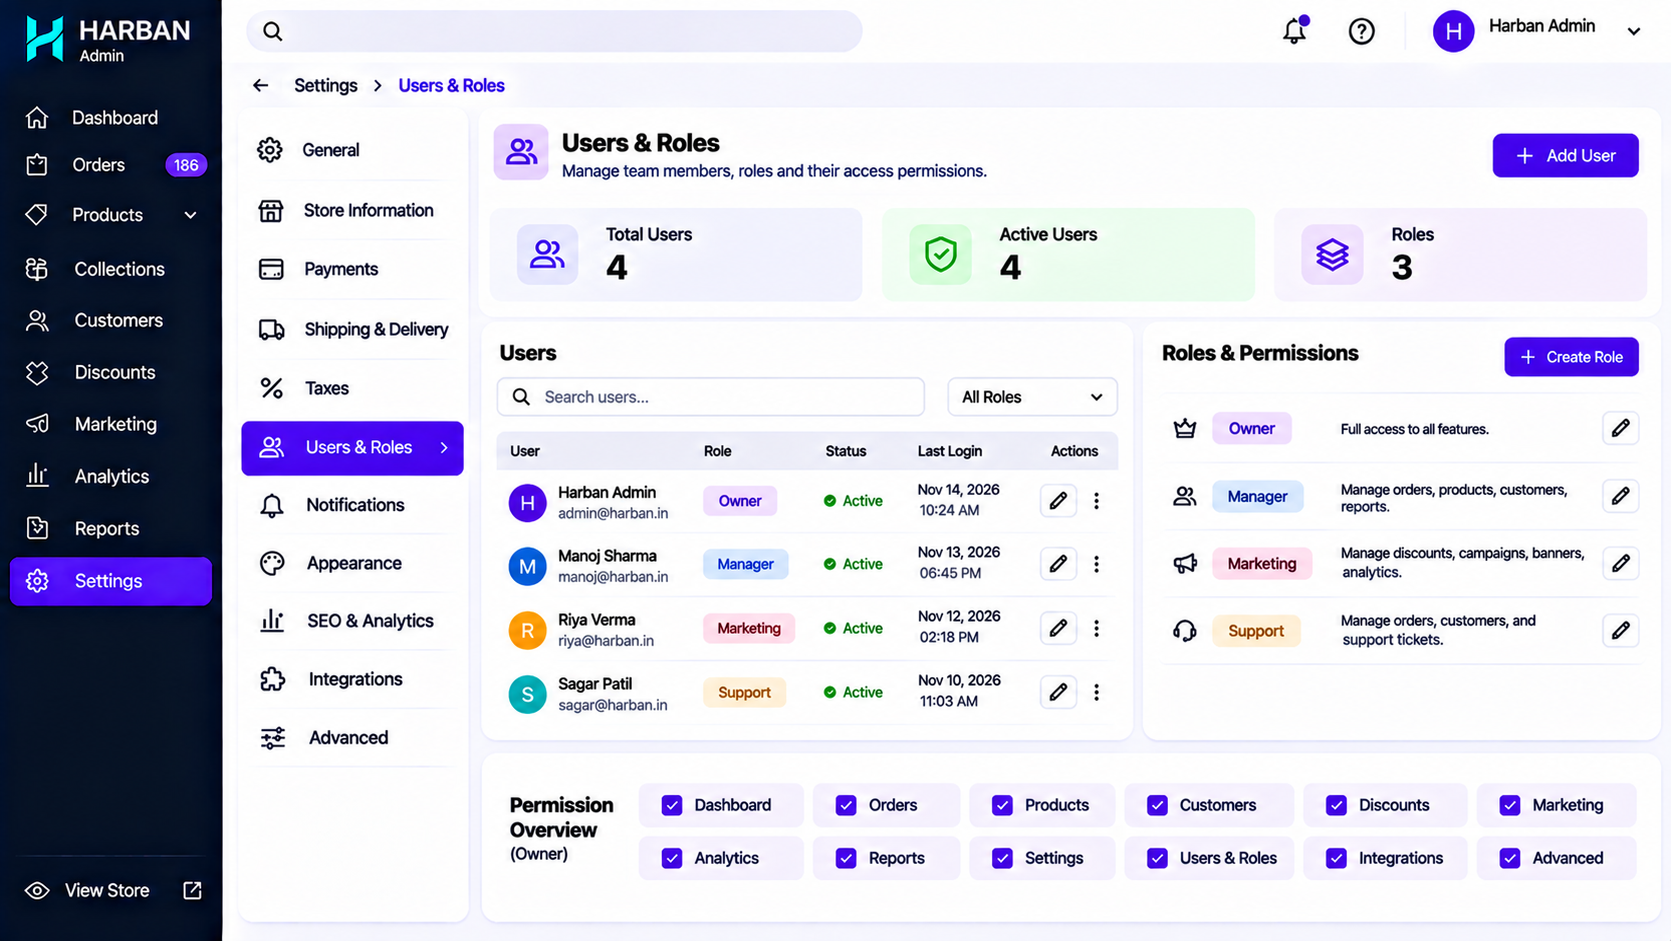 HARBAN
Admin
Dashboard
Orders
186
Products
Collections
Customers
Discounts
Marketing
Analytics
Reports
Settings
View Store
H
Harban Admin
Settings
Users & Roles
General
Store Information
Payments
Shipping & Delivery
Taxes
Users & Roles
Notifications
Appearance
SEO & Analytics
Integrations
Advanced
Users & Roles
Manage team members, roles and their access permissions.
+ Add User
Total Users
4
Active Users
4
Roles
3
Users
Search users...
All Roles
User Role Status Last Login Actions
H
Harban Admin
admin@harban.in
Owner
Active
Nov 14, 2026
10:24 AM
M
Manoj Sharma
manoj@harban.in
Manager
Active
Nov 13, 2026
06:45 PM
R
Riya Verma
riya@harban.in
Marketing
Active
Nov 12, 2026
02:18 PM
S
Sagar Patil
sagar@harban.in
Support
Active
Nov 10, 2026
11:03 AM
Roles & Permissions
+ Create Role
Owner
Full access to all features.
Manager
Manage orders, products, customers,
reports.
Marketing
Manage discounts, campaigns, banners,
analytics.
Support
Manage orders, customers, and
support tickets.
Permission
Overview
(Owner)
Dashboard Orders Products Customers Discounts Marketing
Analytics Reports Settings Users & Roles Integrations Advanced